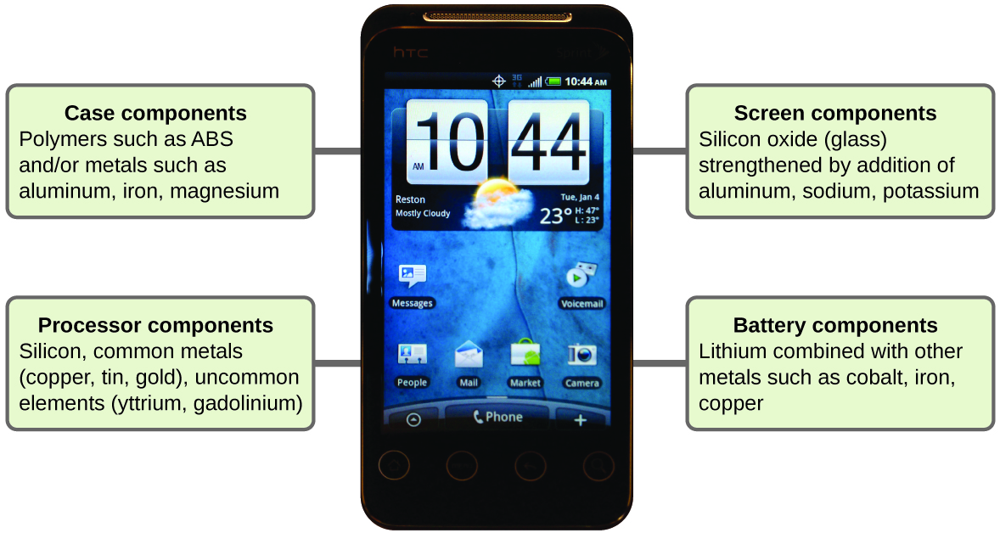 Case components
Polymers such as ABS
and/or metals such as
aluminum, iron, magnesium
Processor components
Silicon, common metals
(copper, tin, gold), uncommon
elements (yttrium, gadolinium)
hTC
Sprint
3G
10:44 AM
10 44
AM
Reston
Mostly Cloudy
Tue, Jan 4
23° H: 47°
L: 23°
Messages
Voicemail
People
Mail
Market
Camera
Phone
Screen components
Silicon oxide (glass)
strengthened by addition of
aluminum, sodium, potassium
Battery components
Lithium combined with other
metals such as cobalt, iron,
copper